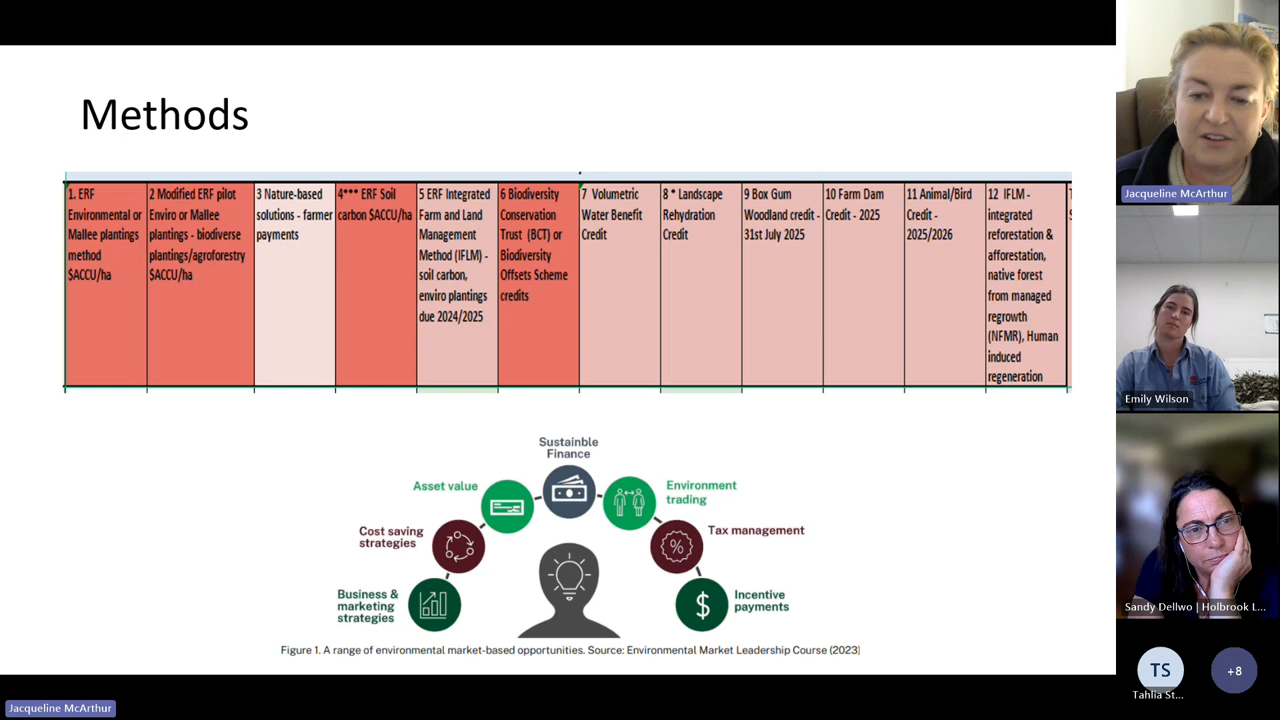 Methods
1. ERF
Environmental or
Mallee plantings
method
$ACCU/ha
2 Modified ERF pilot
Enviro or Mallee
plantings - biodiverse
plantings/agroforestry
$ACCU/ha
3 Nature-based
solutions - farmer
payments
4*** ERF Soil
carbon $ACCU/ha
5 ERF Integrated
Farm and Land
Management
Method (IFLM) -
soil carbon,
enviro plantings
due 2024/2025
6 Biodiversity
Conservation
Trust (BCT) or
Biodiversity
Offsets Scheme
credits
7 Volumetric
Water Benefit
Credit
8 * Landscape
Rehydration
Credit
9 Box Gum
Woodland credit -
31st July 2025
10 Farm Dam
Credit - 2025
11 Animal/Bird
Credit -
2025/2026
12 IFLM -
integrated
reforestation &
afforestation,
native forest
from managed
regrowth
(NFMR), Human
induced
regeneration
Sustainble
Finance
Asset value
Environment
trading
Cost saving
strategies
Tax management
Business &
marketing
strategies
Incentive
payments
Figure 1. A range of environmental market-based opportunities. Source: Environmental Market Leadership Course (2023)
Jacqueline McArthur
Emily Wilson
Sandy Dellwo | Holbrook L...
TS
Tahlia St...
+8
Jacqueline McArthur